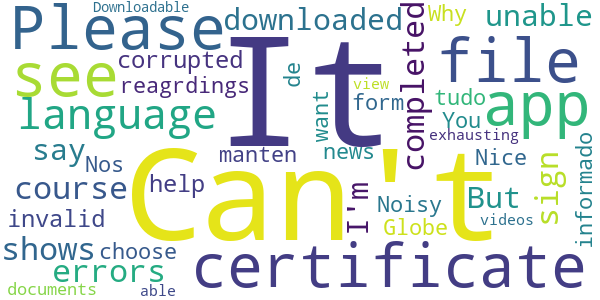 Downloadable
Please It downloaded Why unable
see corrupted completed file
reagrdings de view form tudo app
language want You
say Nos manten news I'm exhausting
course help Can't Noisy Nice sign informado
invalid Globe But videos
shows choose certificate
errors
documents able